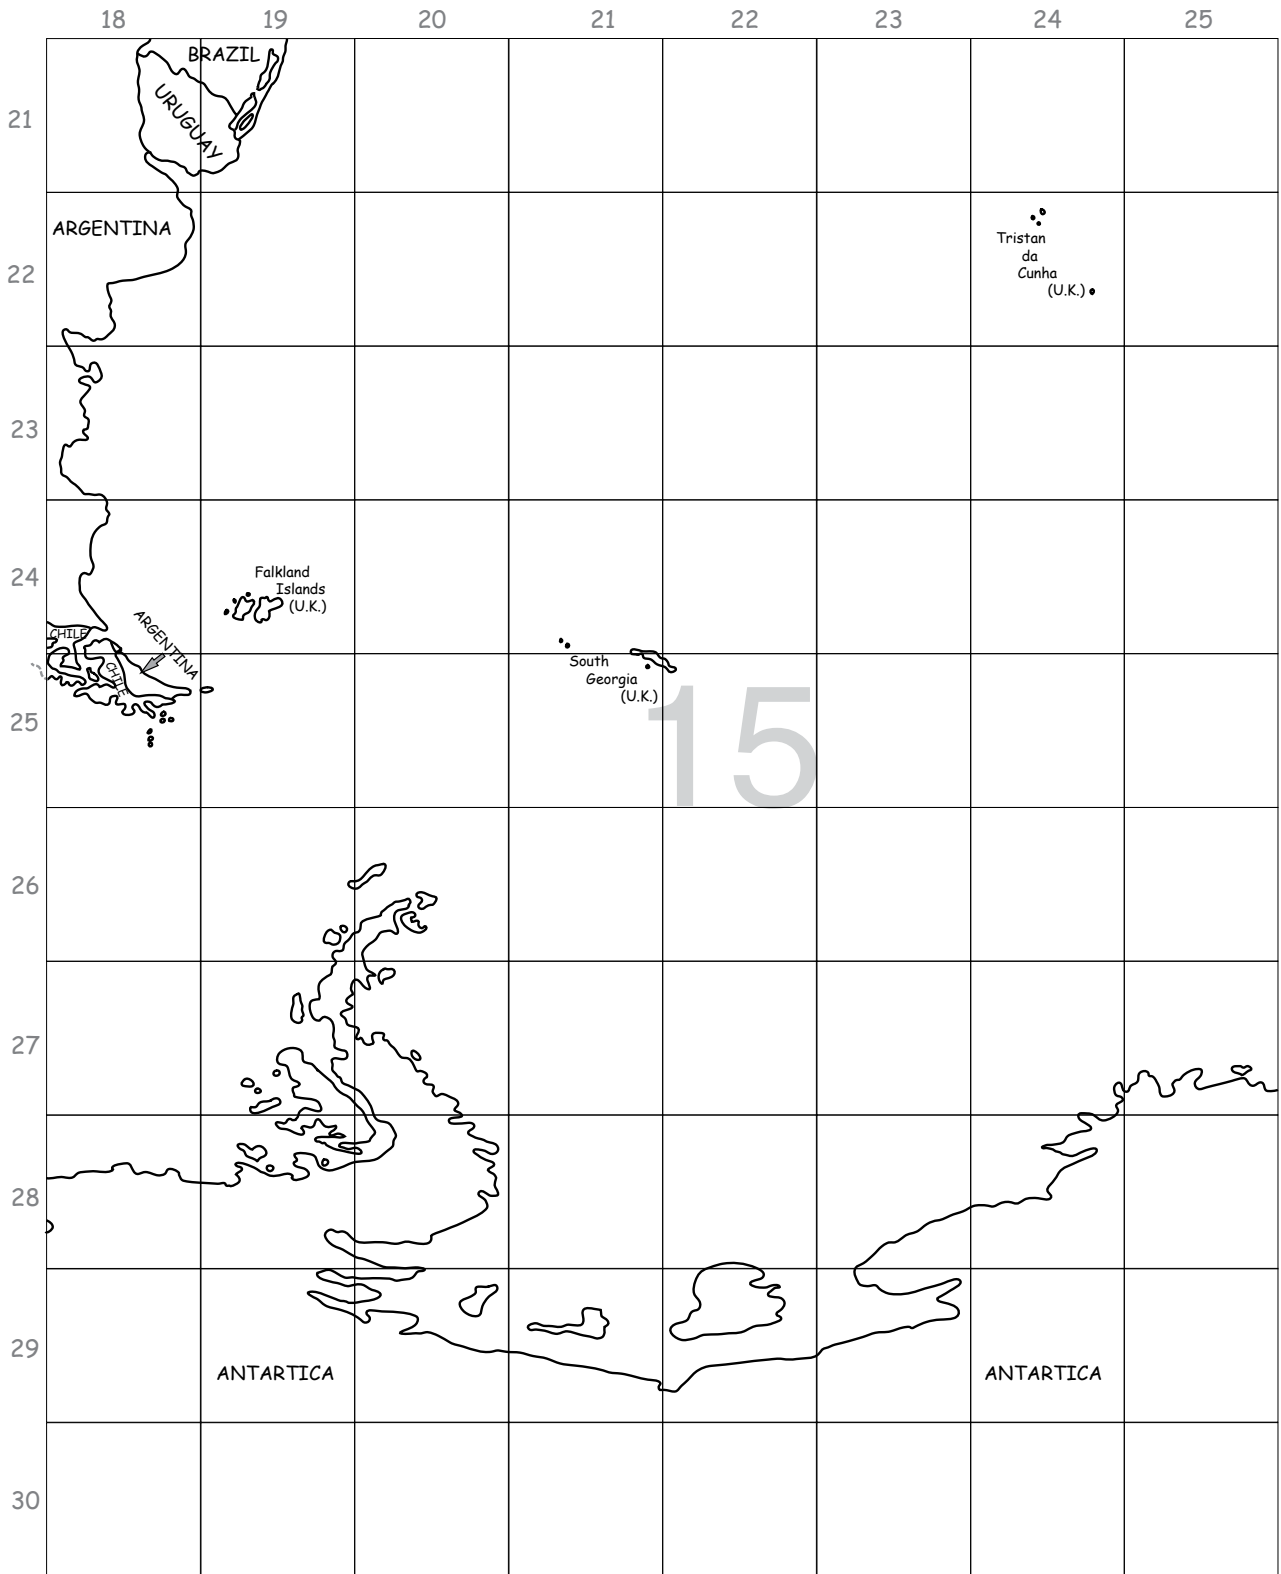 18 19 20 21 22 23 24 25
BRAZIL
21
URUGUAY
ARGENTINA
Tristan
da
Cunha
(U.K.)
22
23
24
Falkland
Islands
(U.K.)
ARGENTINA
CHILE
CHILE
South
Georgia
(U.K.)
15
25
26
27
28
29
ANTARTICA
ANTARTICA
30